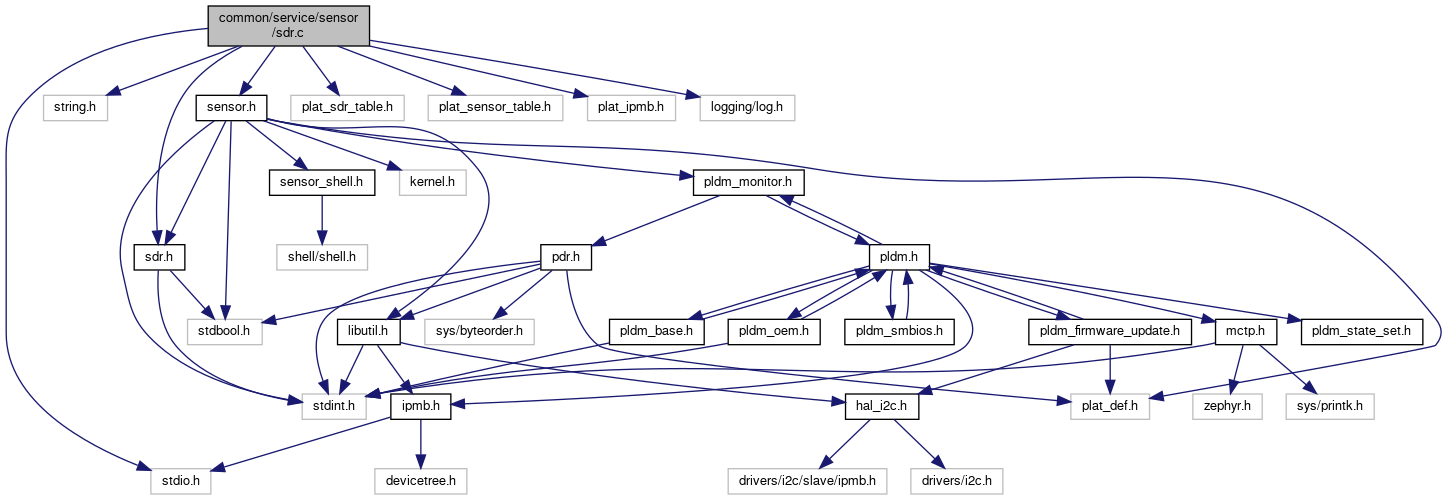 common/service/sensor
/sdr.c
string.h
sensor.h
plat_sdr_table.h
plat_sensor_table.h
plat_ipmb.h
logging/log.h
sensor_shell.h
kernel.h
pldm_monitor.h
sdr.h
shell/shell.h
pdr.h
pldm.h
stdbool.h
libutil.h
sys/byteorder.h
pldm_base.h
pldm_oem.h
pldm_smbios.h
pldm_firmware_update.h
mctp.h
pldm_state_set.h
stdint.h
ipmb.h
hal_i2c.h
plat_def.h
zephyr.h
sys/printk.h
stdio.h
devicetree.h
drivers/i2c/slave/ipmb.h
drivers/i2c.h